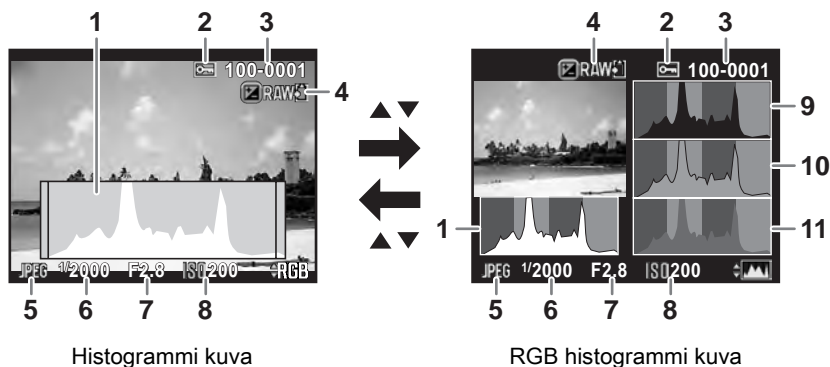 1 2 3
100-0001
RAW 4
JPEG 1/2000 F2.8 ISO200 RGB
5 6 7 8
Histogrammi kuva
4 2 3
RAW 100-0001
9
10
1 11
JPEG 1/2000 F2.8 ISO200
5 6 7 8
RGB histogrammi kuva